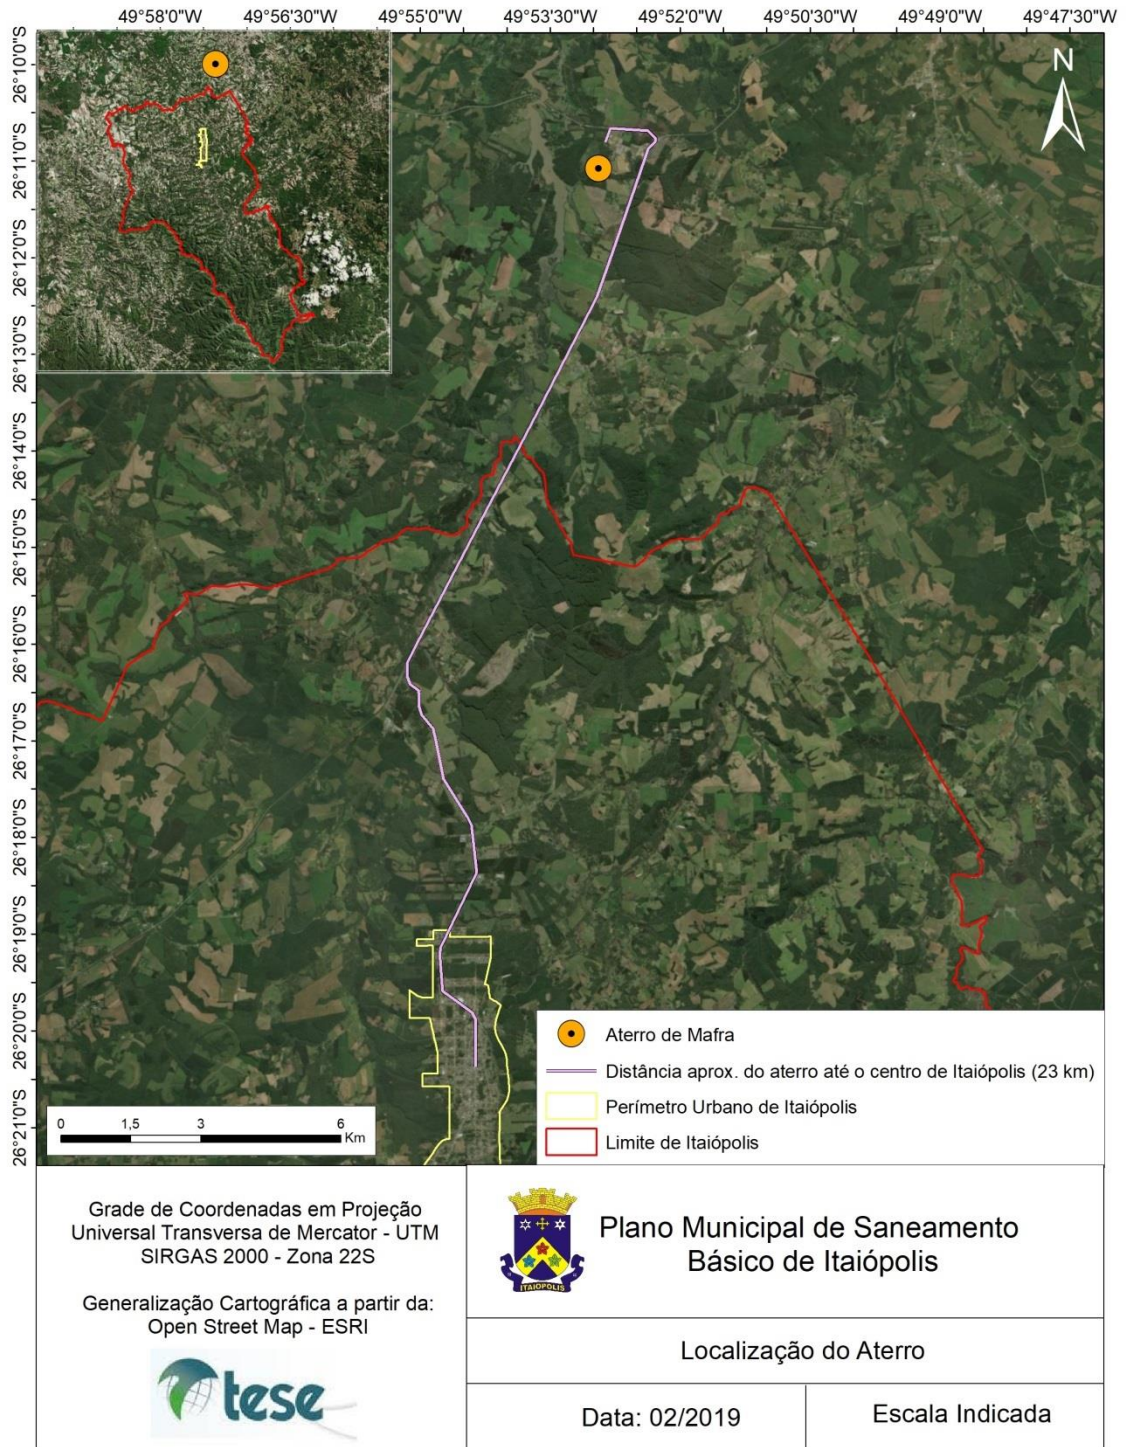 49°58'0"W 49°56'30"W 49°55'0"W 49°53'30"W 49°52'0"W 49°50'30"W 49°49'0"W 49°47'30"W
26°10'0"S
26°11'0"S
26°12'0"S
26°13'0"S
26°14'0"S
26°15'0"S
26°16'0"S
26°17'0"S
26°18'0"S
26°19'0"S
26°20'0"S
26°21'0"S
N
Aterro de Mafra
Distância aprox. do aterro até o centro de Itaiópolis (23 km)
Perímetro Urbano de Itaiópolis
Limite de Itaiópolis
0 1,5 3 6
Km
Grade de Coordenadas em Projeção
Universal Transversa de Mercator - UTM
SIRGAS 2000 - Zona 22S
Generalização Cartográfica a partir da:
Open Street Map - ESRI
tese
ITAIOPOLIS
Plano Municipal de Saneamento
Básico de Itaiópolis
Localização do Aterro
Data: 02/2019
Escala Indicada